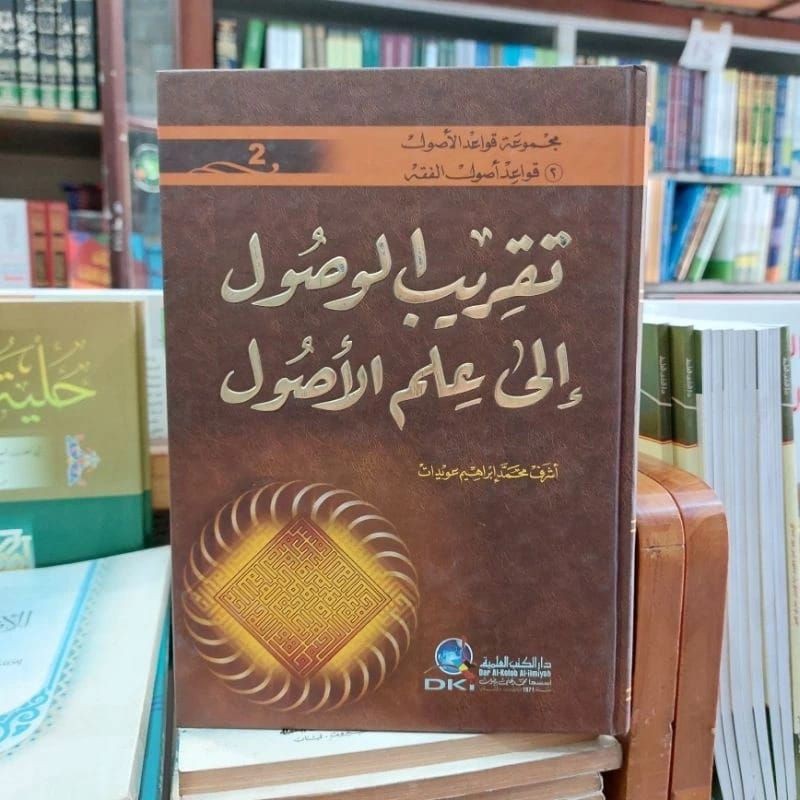 مجموعة قواعد الأصول
٢ قواعد أصول الفقه
2
تقريب الوصول
إلى علم الأصول
أشرف محمد إبراهيم عويدات
دار الكتب العلمية
Dar Al-Kotob Al-ilmiyah
DKi
1971
حلية